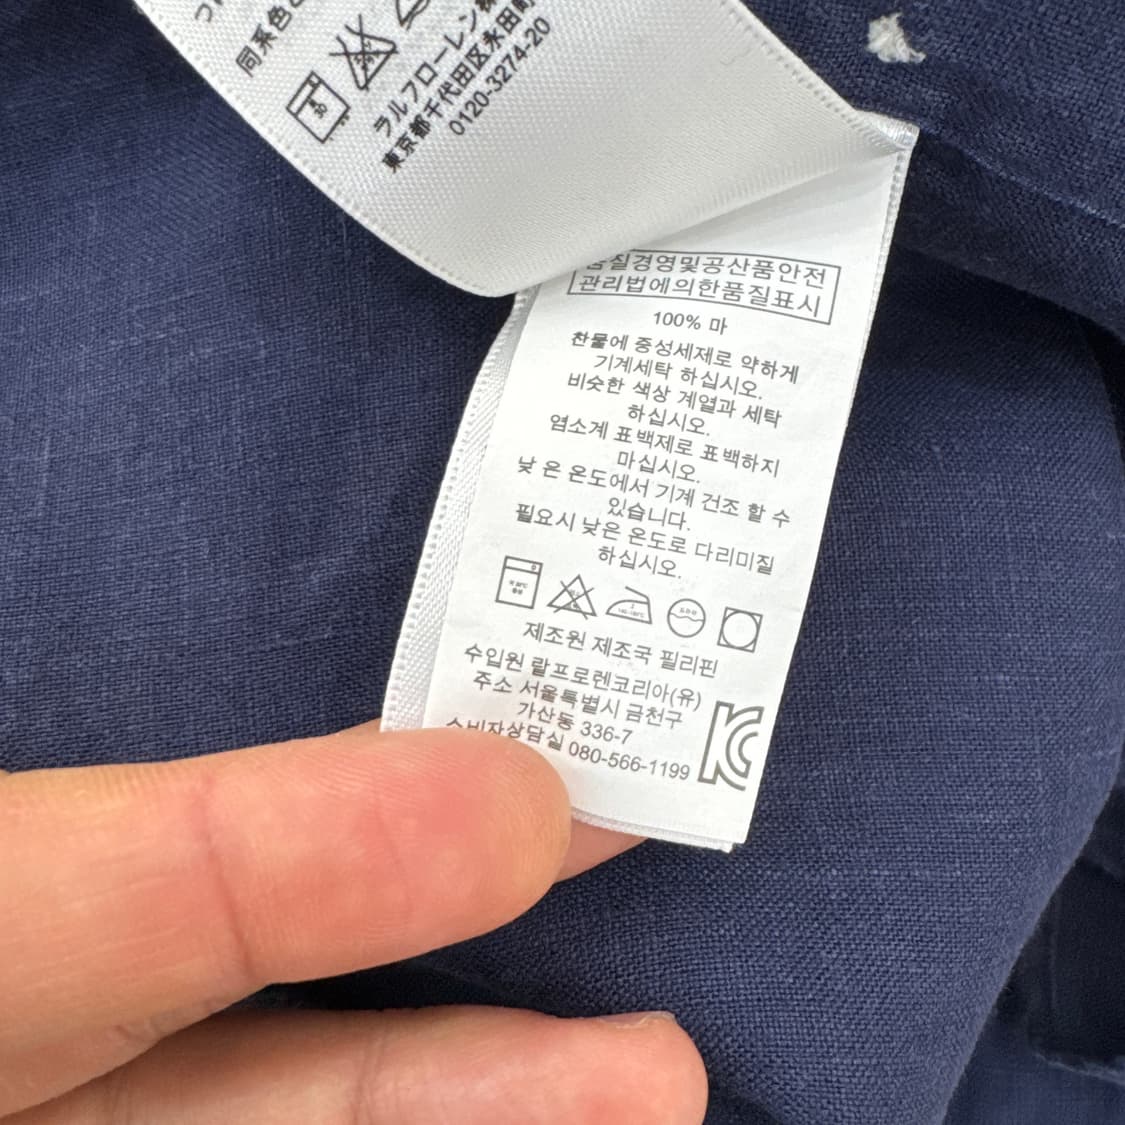 同系色と
ラルフローレン株
東京都千代田区永田町
0120-3274-20
품질경영및공산품안전
관리법에의한품질표시
100% 마
찬물에 중성세제로 약하게
기계세탁 하십시오.
비슷한 색상 계열과 세탁
하십시오.
염소계 표백제로 표백하지
마십시오.
낮 은 온도에서 기계 건조 할 수
있습니다.
필요시 낮은 온도로 다리미질
하십시오.
제조원 제조국 필리핀
수입원 랄프로렌코리아(유)
주소 서울특별시 금천구
가산동 336-7
소비자상담실 080-566-1199